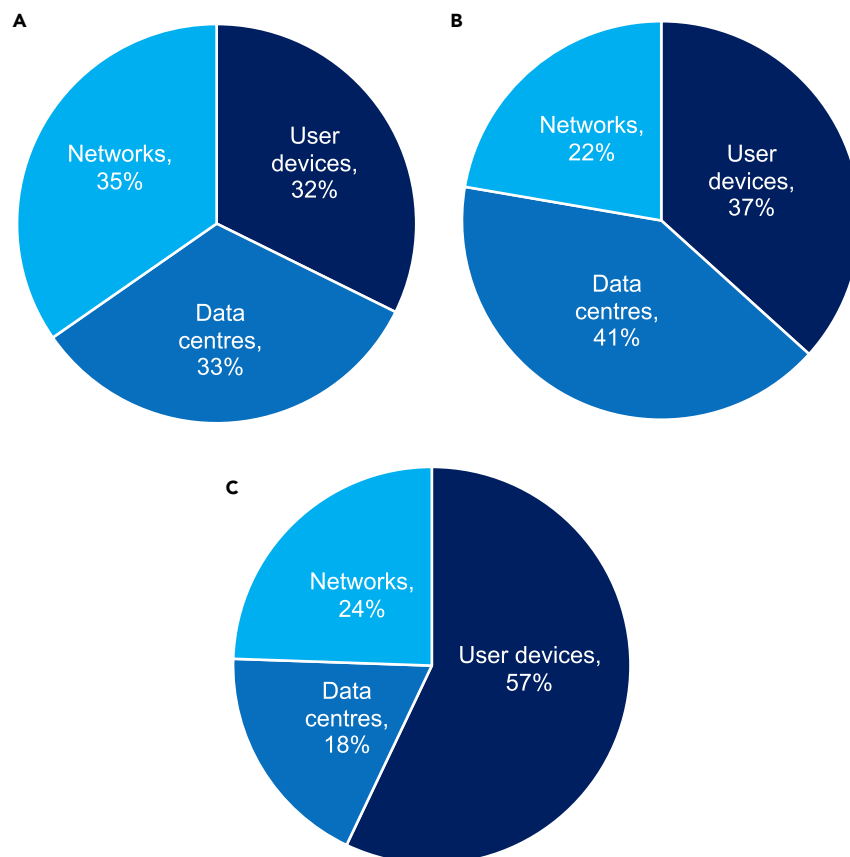 A
Networks,
35%
User
devices,
32%
Data
centres,
33%
B
Networks,
22%
User
devices,
37%
Data
centres,
41%
C
Networks,
24%
User devices,
57%
Data
centres,
18%